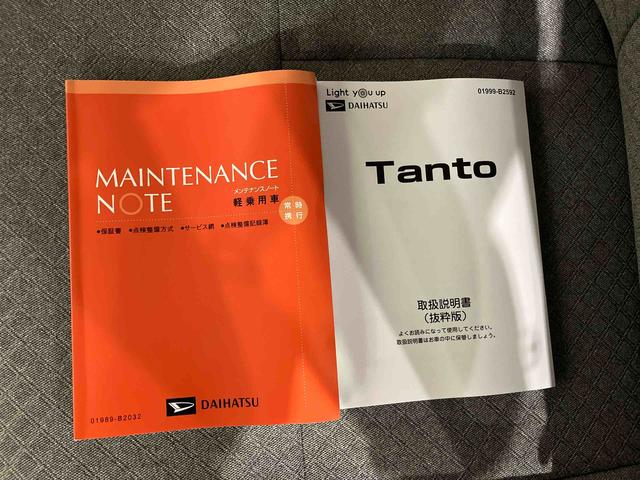 MAINTENANCE
NOTE
メンテナンスノート
軽乗用車
常時
携行
●保証書 ●点検整備方式 ●サービス網 ●点検整備記録簿
DAIHATSU
01989-B2032
Light you up
DAIHATSU
01999-B2592
Tanto
取扱説明書
（抜粋版）
よくお読みになって使用してください。
取扱説明書はお車の中に保管しましょう。